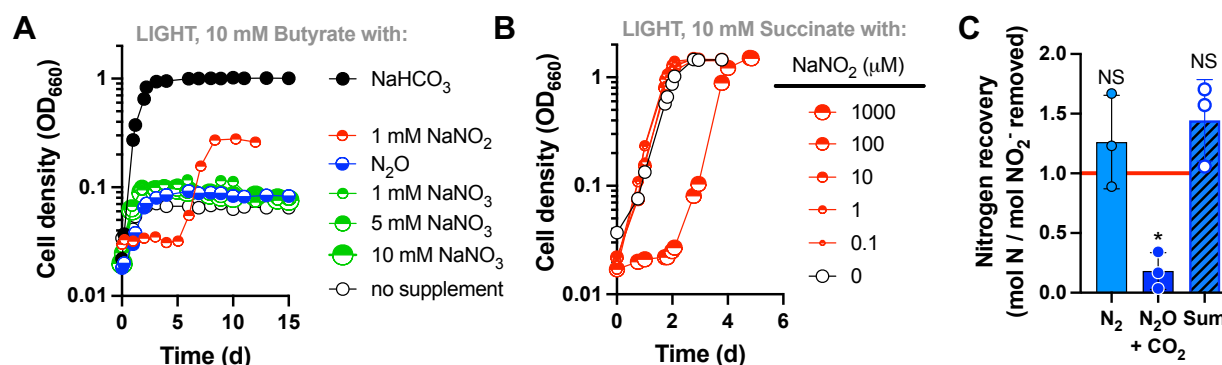 A
LIGHT, 10 mM Butyrate with:
Cell density (OD660)
1
0.1
0.01
0
5
10
15
Time (d)
NaHCO3
1 mM NaNO2
N2O
1 mM NaNO3
5 mM NaNO3
10 mM NaNO3
no supplement
B
LIGHT, 10 mM Succinate with:
Cell density (OD660)
1
0.1
0.01
0
2
4
6
Time (d)
NaNO2 (μM)
1000
100
10
1
0.1
0
C
Nitrogen recovery
(mol N / mol NO2- removed)
2.0
1.5
1.0
0.5
0.0
NS
*
NS
N2
N2O
+ CO2
Sum